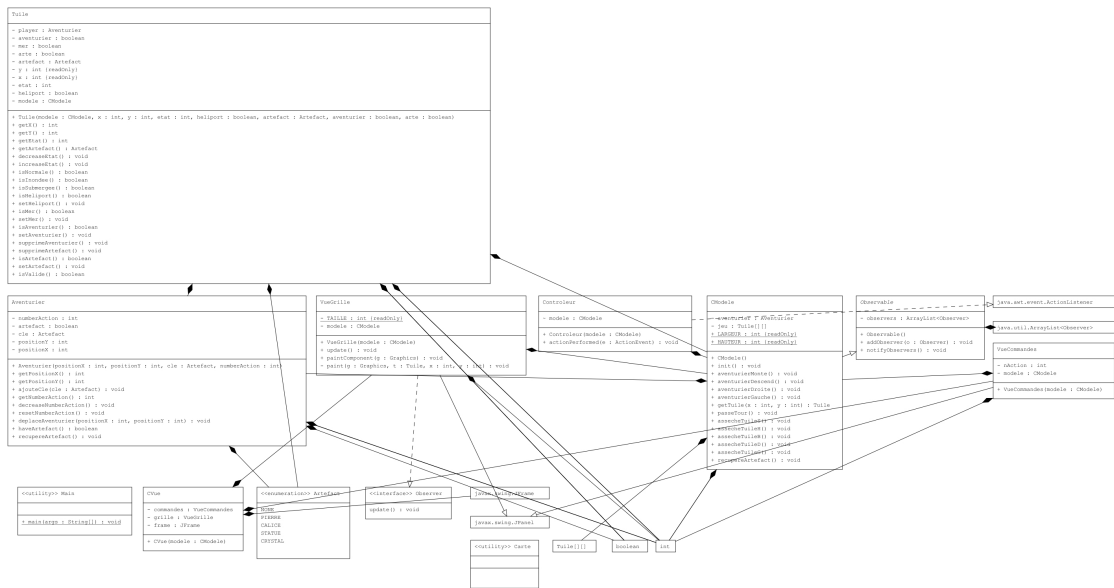 Tuile
- player : Aventurier
- aventurier : boolean
- mer : boolean
- arte : boolean
- artefact : Artefact
- y : int {readOnly}
- x : int {readOnly}
- etat : int
- heliport : boolean
- modele : CModele
+ Tuile(modele : CModele, x : int, y : int, etat : int, heliport : boolean, artefact : Artefact, aventurier : boolean, arte : boolean)
+ getX() : int
+ getY() : int
+ getEtat() : int
+ getArtefact() : Artefact
+ decreaseEtat() : void
+ increaseEtat() : void
+ isNormale() : boolean
+ isInondee() : boolean
+ isSubmergee() : boolean
+ isHeliport() : boolean
+ setHeliport() : void
+ isMer() : boolean
+ setMer() : void
+ isAventurier() : boolean
+ setAventurier() : void
+ supprimeAventurier() : void
+ supprimeArtefact() : void
+ isArtefact() : boolean
+ setArtefact() : void
+ isValide() : boolean
Aventurier
- numberAction : int
- artefact : boolean
- cle : Artefact
- positionY : int
- positionX : int
+ Aventurier(positionX : int, positionY : int, cle : Artefact, numberAction : int)
+ getPositionX() : int
+ getPositionY() : int
+ ajouteCle(cle : Artefact) : void
+ getNumberAction() : int
+ decreaseNumberAction() : void
+ resetNumberAction() : void
+ deplaceAventurier(positionX : int, positionY : int) : void
+ haveArtefact() : boolean
+ recupereArtefact() : void
VueGrille
- TAILLE : int {readOnly}
- modele : CModele
+ VueGrille(modele : CModele)
+ update() : void
+ paintComponent(g : Graphics) : void
- paint(g : Graphics, t : Tuile, x : int, y : int) : void
Controleur
- modele : CModele
+ Controleur(modele : CModele)
+ actionPerformed(e : ActionEvent) : void
CModele
- aventurier : Aventurier
- jeu : Tuile[][]
+ LARGEUR : int {readOnly}
+ HAUTEUR : int {readOnly}
+ CModele()
+ init() : void
+ aventurierMonte() : void
+ aventurierDescend() : void
+ aventurierDroite() : void
+ aventurierGauche() : void
+ getTuile(x : int, y : int) : Tuile
+ passeTour() : void
+ recupereArtefact() : void
Observable
- observers : ArrayList<Observer>
+ Observable()
+ addObserver(o : Observer) : void
+ notifyObservers() : void
java.awt.event.ActionListener
java.util.ArrayList<Observer>
VueCommandes
- nAction : int
- modele : CModele
+ VueCommandes(modele : CModele)
<<utility>> Main
+ main(args : String[]) : void
CVue
- commandes : VueCommandes
- grille : VueGrille
- frame : JFrame
+ CVue(modele : CModele)
<<enumeration>> Artefact
NONE
PIERRE
CALICE
STATUE
CRYSTAL
<<interface>> Observer
update() : void
javax.swing.JFrame
javax.swing.JPanel
<<utility>> Carte
Tuile[][]
boolean
int